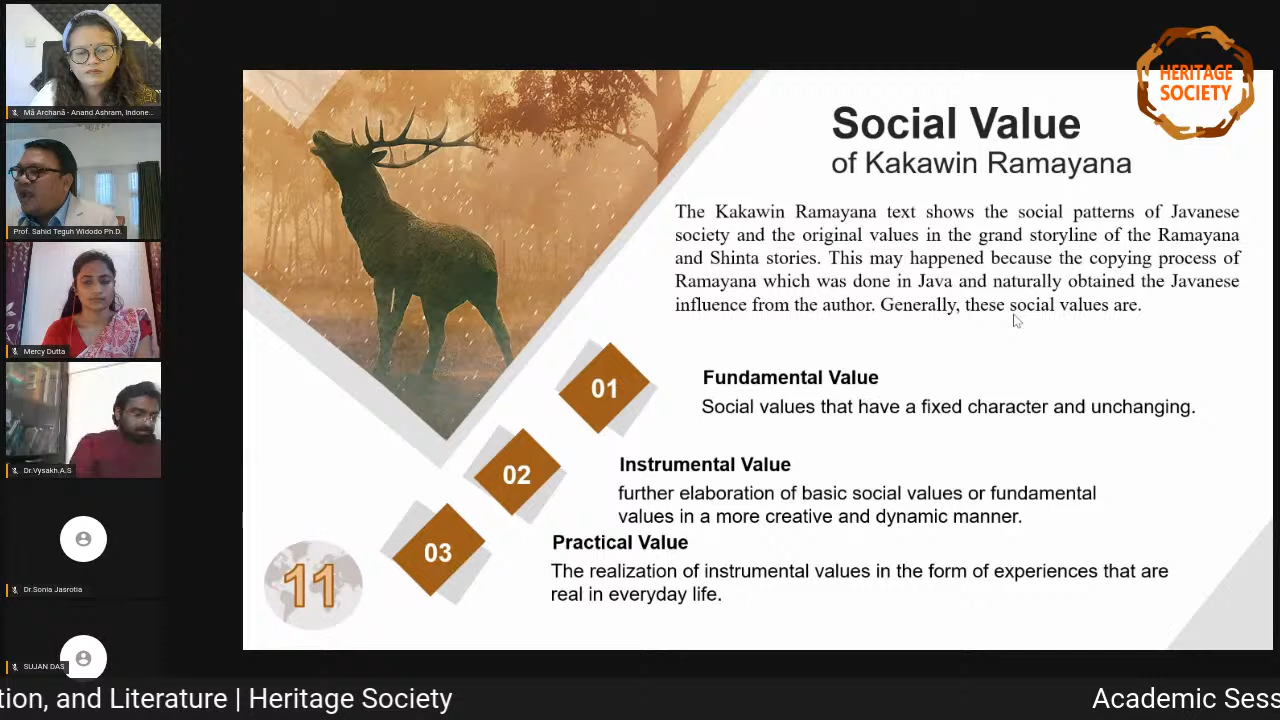 HERITAGE
SOCIETY
Mā Archanā - Anand Ashram, Indone...
Prof. Sahid Teguh Widodo Ph.D.
Mercy Dutta
Dr.Vysakh.A.S
Dr.Sonia Jasrotia
SUJAN DAS
Social Value
of Kakawin Ramayana
The Kakawin Ramayana text shows the social patterns of Javanese
society and the original values in the grand storyline of the Ramayana
and Shinta stories. This may happened because the copying process of
Ramayana which was done in Java and naturally obtained the Javanese
influence from the author. Generally, these social values are.
01
Fundamental Value
Social values that have a fixed character and unchanging.
02
Instrumental Value
further elaboration of basic social values or fundamental
values in a more creative and dynamic manner.
03
Practical Value
The realization of instrumental values in the form of experiences that are
real in everyday life.
11
tion, and Literature | Heritage Society
Academic Sess